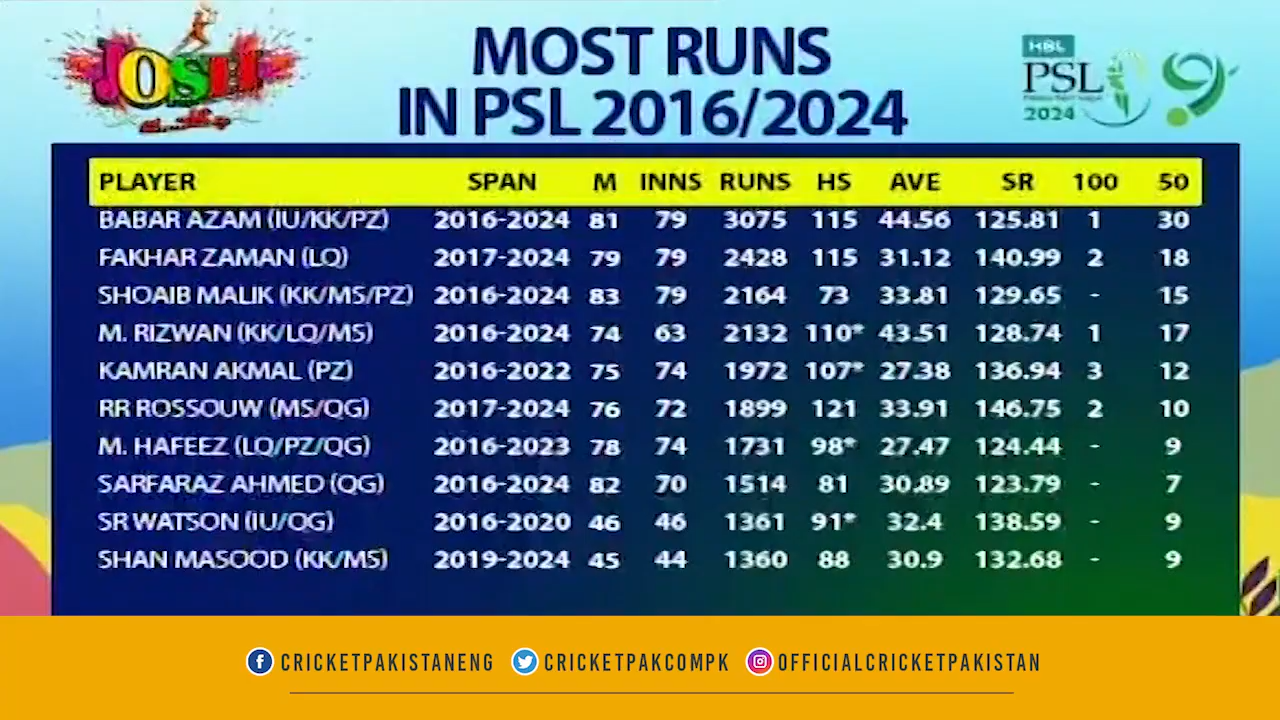 JOSH
MOST RUNS
IN PSL 2016/2024
HBL
PSL
2024
9
PLAYER SPAN M INNS RUNS HS AVE SR 100 50
BABAR AZAM (IU/KK/PZ) 2016-2024 81 79 3075 115 44.56 125.81 1 30
FAKHAR ZAMAN (LQ) 2017-2024 79 79 2428 115 31.12 140.99 2 18
SHOAIB MALIK (KK/MS/PZ) 2016-2024 83 79 2164 73 33.81 129.65 - 15
M. RIZWAN (KK/LQ/MS) 2016-2024 74 63 2132 110* 43.51 128.74 1 17
KAMRAN AKMAL (PZ) 2016-2022 75 74 1972 107* 27.38 136.94 3 12
RR ROSSOUW (MS/QG) 2017-2024 76 72 1899 121 33.91 146.75 2 10
M. HAFEEZ (LQ/PZ/QG) 2016-2023 78 74 1731 98* 27.47 124.44 - 9
SARFARAZ AHMED (QG) 2016-2024 82 70 1514 81 30.89 123.79 - 7
SR WATSON (IU/QG) 2016-2020 46 46 1361 91* 32.4 138.59 - 9
SHAN MASOOD (KK/MS) 2019-2024 45 44 1360 88 30.9 132.68 - 9
CRICKETPAKISTANENG CRICKETPAKCOMPK OFFICIALCRICKETPAKISTAN